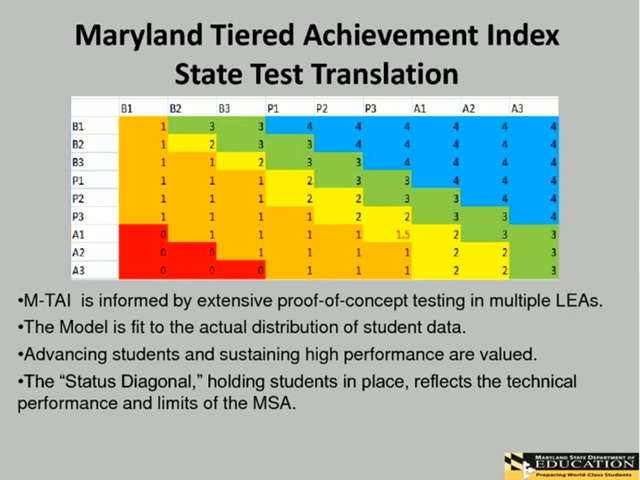 Maryland Tiered Achievement Index
State Test Translation
B1 B2 B3 P1 P2 P3 A1 A2 A3
B1 1 3 3 4 4 4 4 4 4
B2 1 2 3 3 4 4 4 4 4
B3 1 1 2 3 3 4 4 4 4
P1 1 1 1 2 3 3 4 4 4
P2 1 1 1 2 2 3 3 4 4
P3 1 1 1 1 2 2 3 3 4
A1 0 1 1 1 1 1.5 2 3 3
A2 0 0 1 1 1 1 2 2 3
A3 0 0 0 1 1 1 2 2 3
•M-TAI is informed by extensive proof-of-concept testing in multiple LEAs.
•The Model is fit to the actual distribution of student data.
•Advancing students and sustaining high performance are valued.
•The “Status Diagonal,” holding students in place, reflects the technical
performance and limits of the MSA.
MARYLAND STATE DEPARTMENT OF
EDUCATION
Preparing World-Class Students